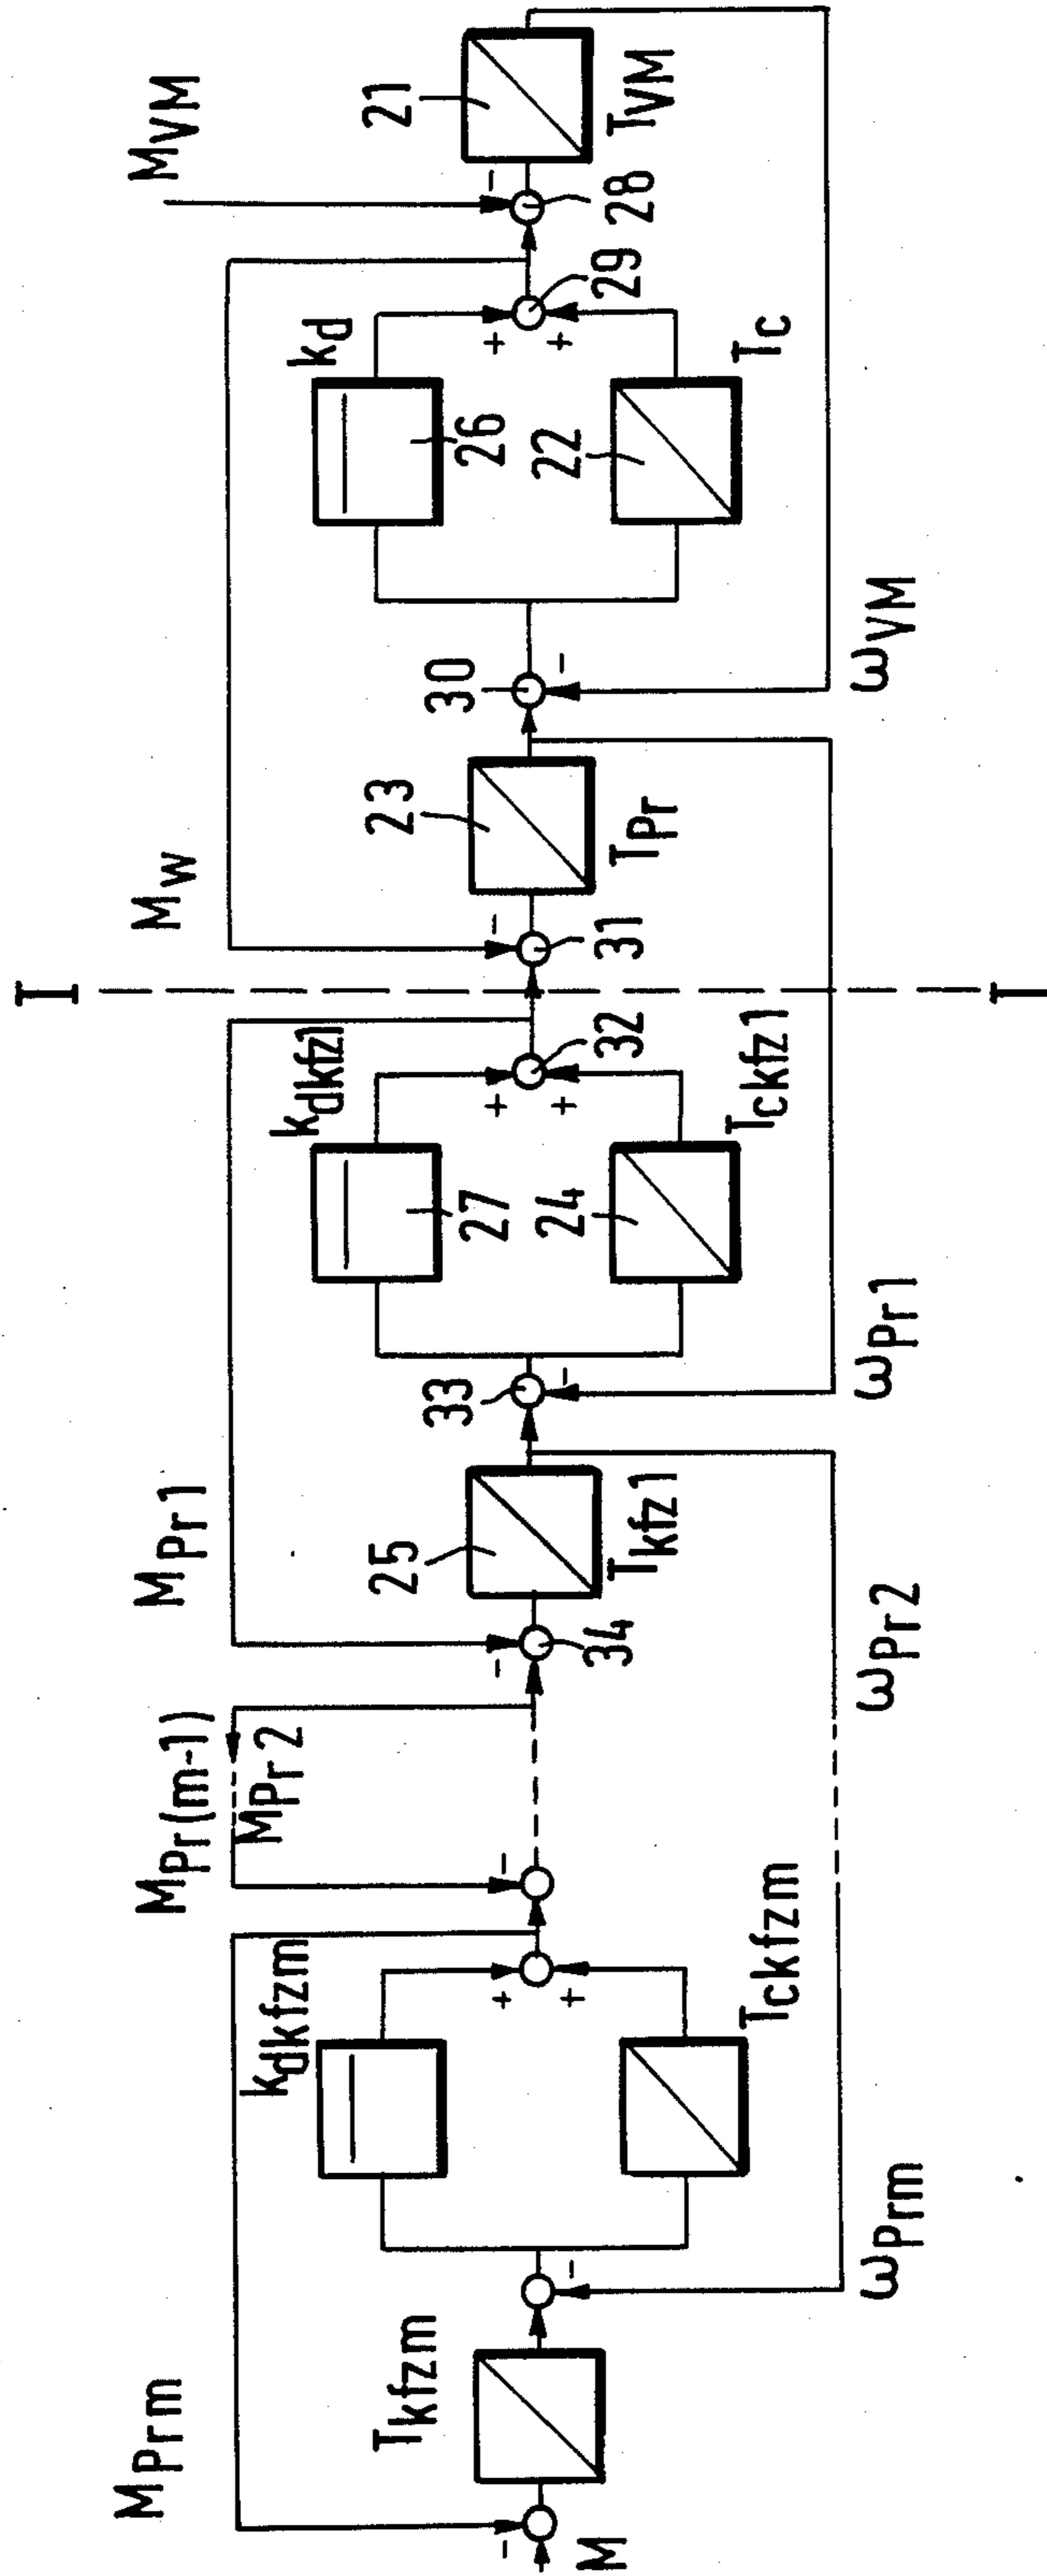 I
I
M_VM
21
T_VM
28
29
k_d
26
22
T_c
ω_VM
30
23
T_Pr
M_w
31
32
k_dkfz1
27
24
T_ckfz1
ω_Pr1
33
25
T_kfz1
M_Pr1
34
ω_Pr2
M_Pr(m-1)
M_Pr2
k_dkfzm
T_ckfzm
ω_Prm
T_kfzm
M_Prm
M
-
-
+
+
-
-
+
+
-
-
-
+
+
-
-